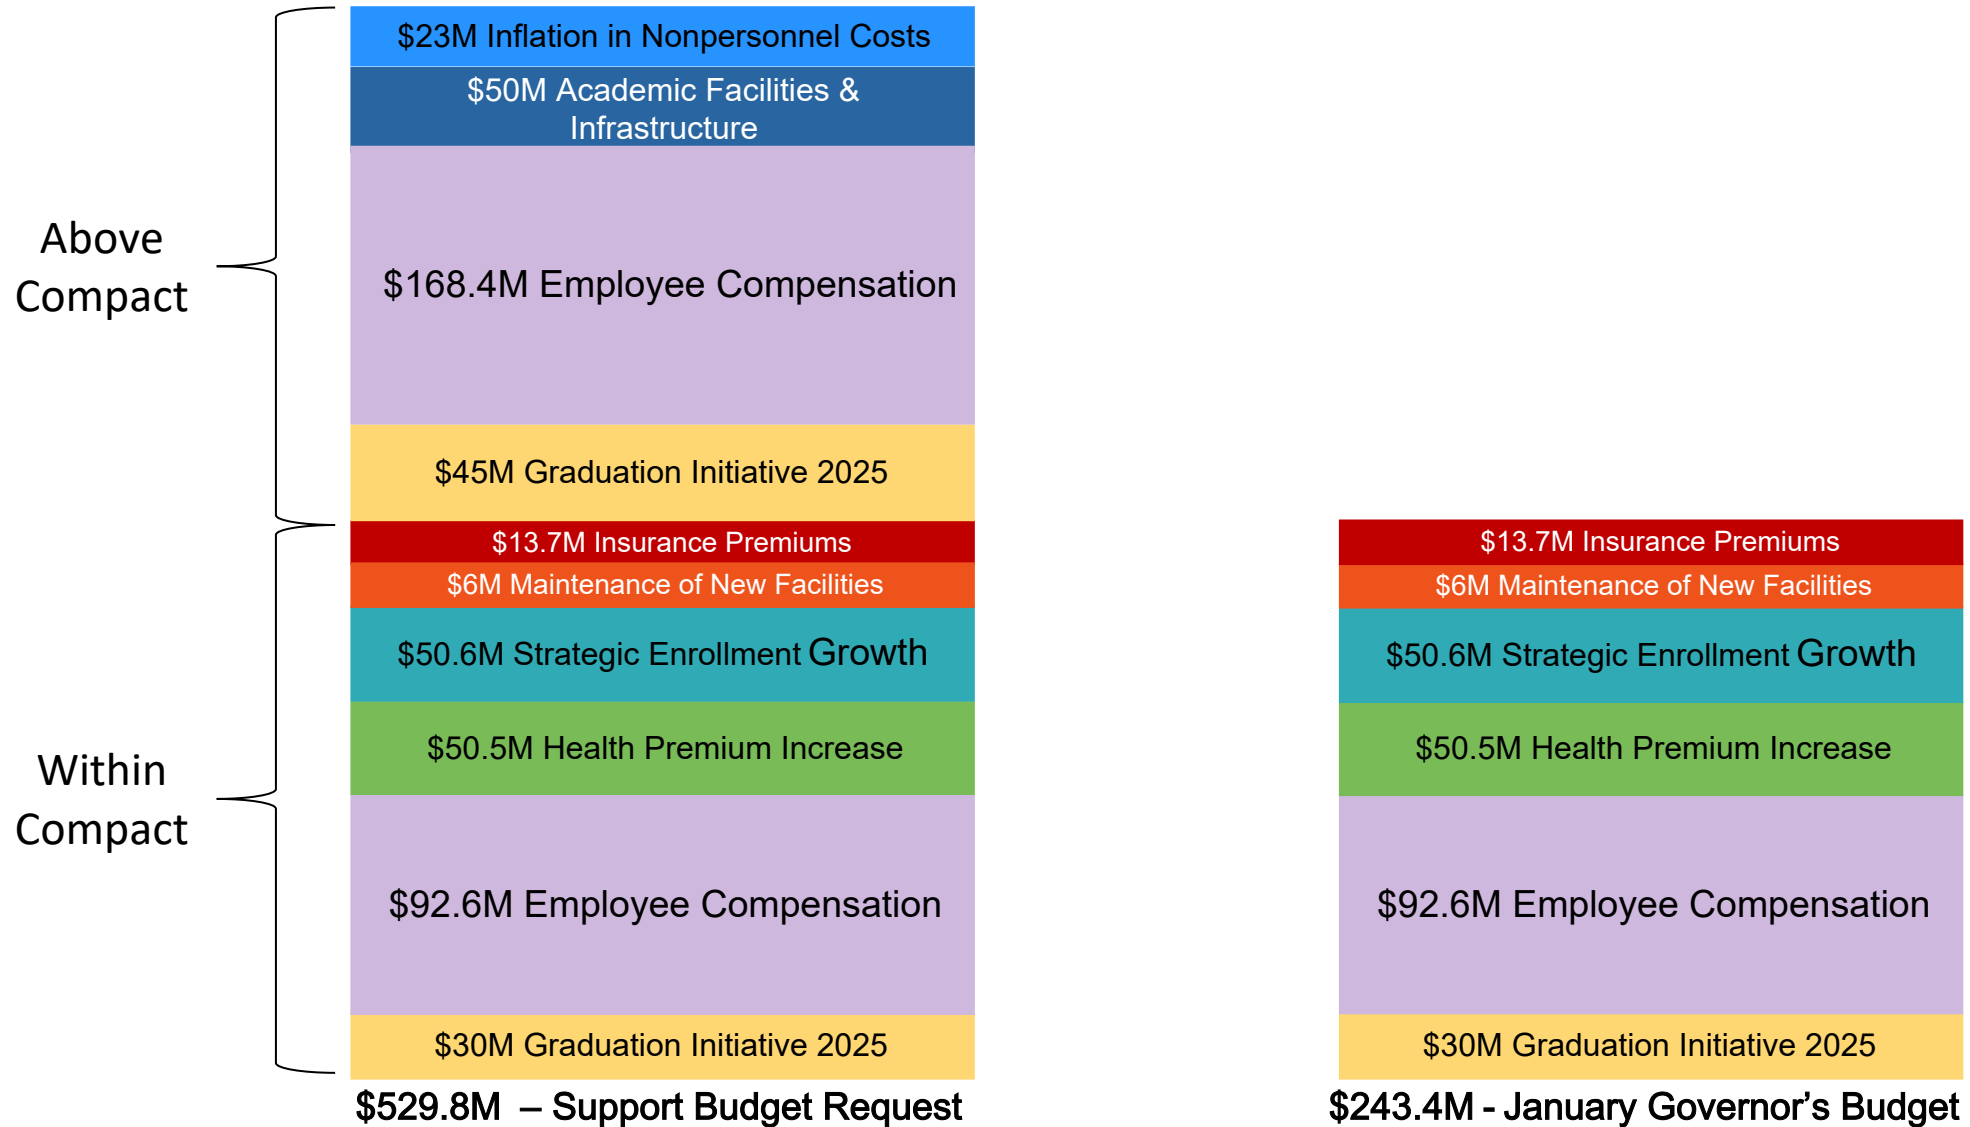 Above
Compact
Within
Compact
$23M Inflation in Nonpersonnel Costs
$50M Academic Facilities &
Infrastructure
$168.4M Employee Compensation
$45M Graduation Initiative 2025
$13.7M Insurance Premiums
$6M Maintenance of New Facilities
$50.6M Strategic Enrollment Growth
$50.5M Health Premium Increase
$92.6M Employee Compensation
$30M Graduation Initiative 2025
$529.8M – Support Budget Request
$13.7M Insurance Premiums
$6M Maintenance of New Facilities
$50.6M Strategic Enrollment Growth
$50.5M Health Premium Increase
$92.6M Employee Compensation
$30M Graduation Initiative 2025
$243.4M - January Governor’s Budget